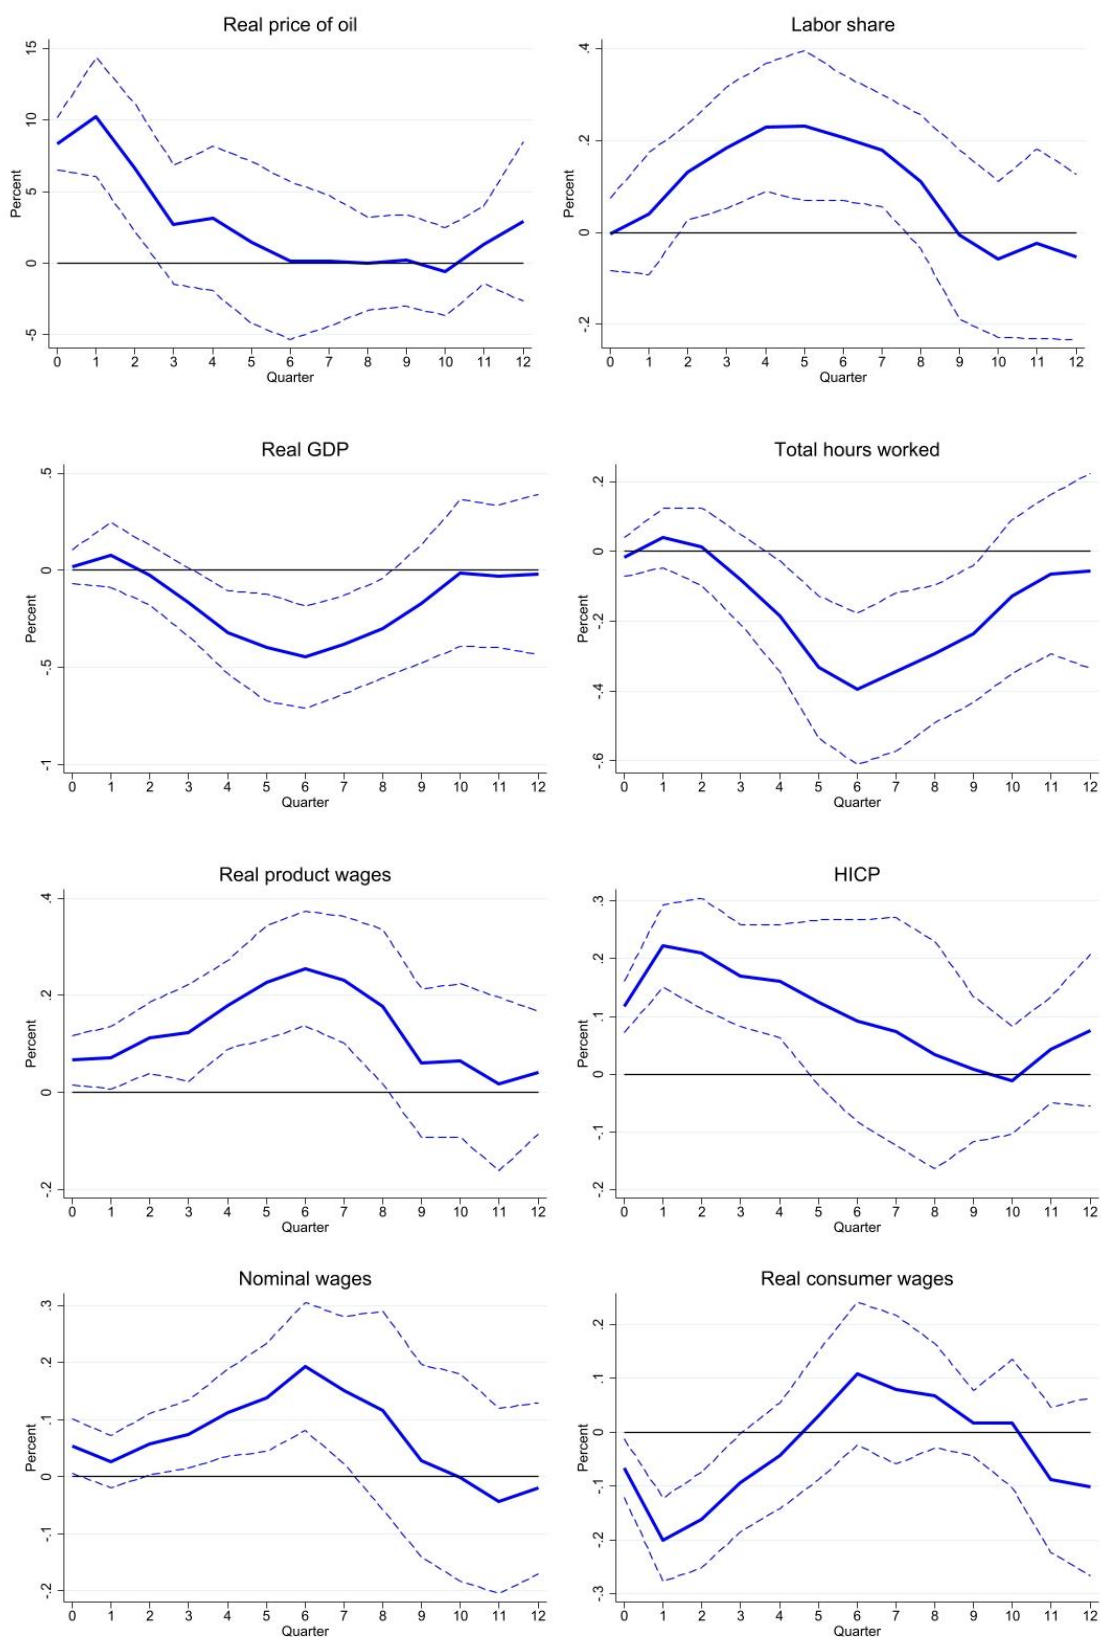 Real price of oil
Percent
15
10
5
0
-5
0 1 2 3 4 5 6 7 8 9 10 11 12
Quarter
Labor share
Percent
.4
.2
0
-.2
0 1 2 3 4 5 6 7 8 9 10 11 12
Quarter
Real GDP
Percent
.5
0
-.5
-1
0 1 2 3 4 5 6 7 8 9 10 11 12
Quarter
Total hours worked
Percent
.2
0
-.2
-.4
-.6
0 1 2 3 4 5 6 7 8 9 10 11 12
Quarter
Real product wages
Percent
.4
.2
0
-.2
0 1 2 3 4 5 6 7 8 9 10 11 12
Quarter
HICP
Percent
.3
.2
.1
0
-.1
-.2
0 1 2 3 4 5 6 7 8 9 10 11 12
Quarter
Nominal wages
Percent
.3
.2
.1
0
-.1
-.2
0 1 2 3 4 5 6 7 8 9 10 11 12
Quarter
Real consumer wages
Percent
.2
.1
0
-.1
-.2
-.3
0 1 2 3 4 5 6 7 8 9 10 11 12
Quarter